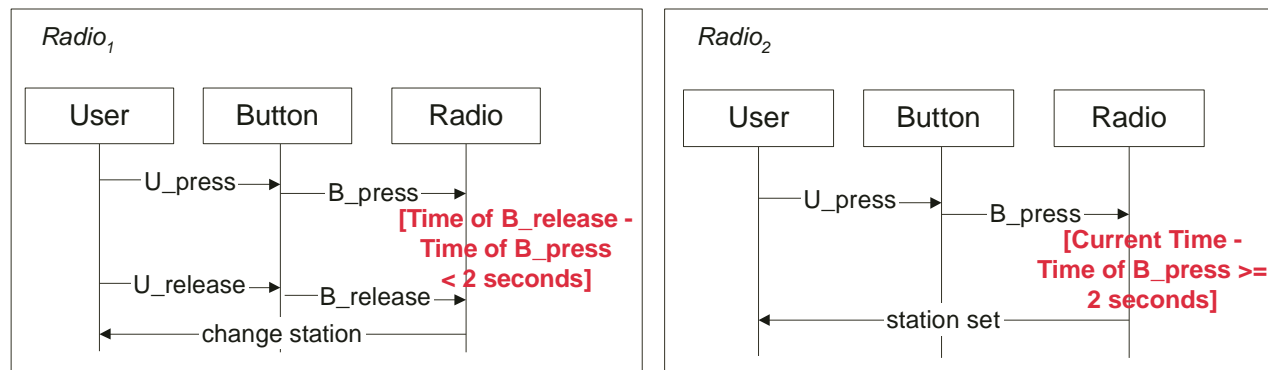 Radio1
User Button Radio
U_press
B_press
[Time of B_release -
Time of B_press
< 2 seconds]
U_release
B_release
change station
Radio2
User Button Radio
U_press
B_press
[Current Time -
Time of B_press >=
2 seconds]
station set